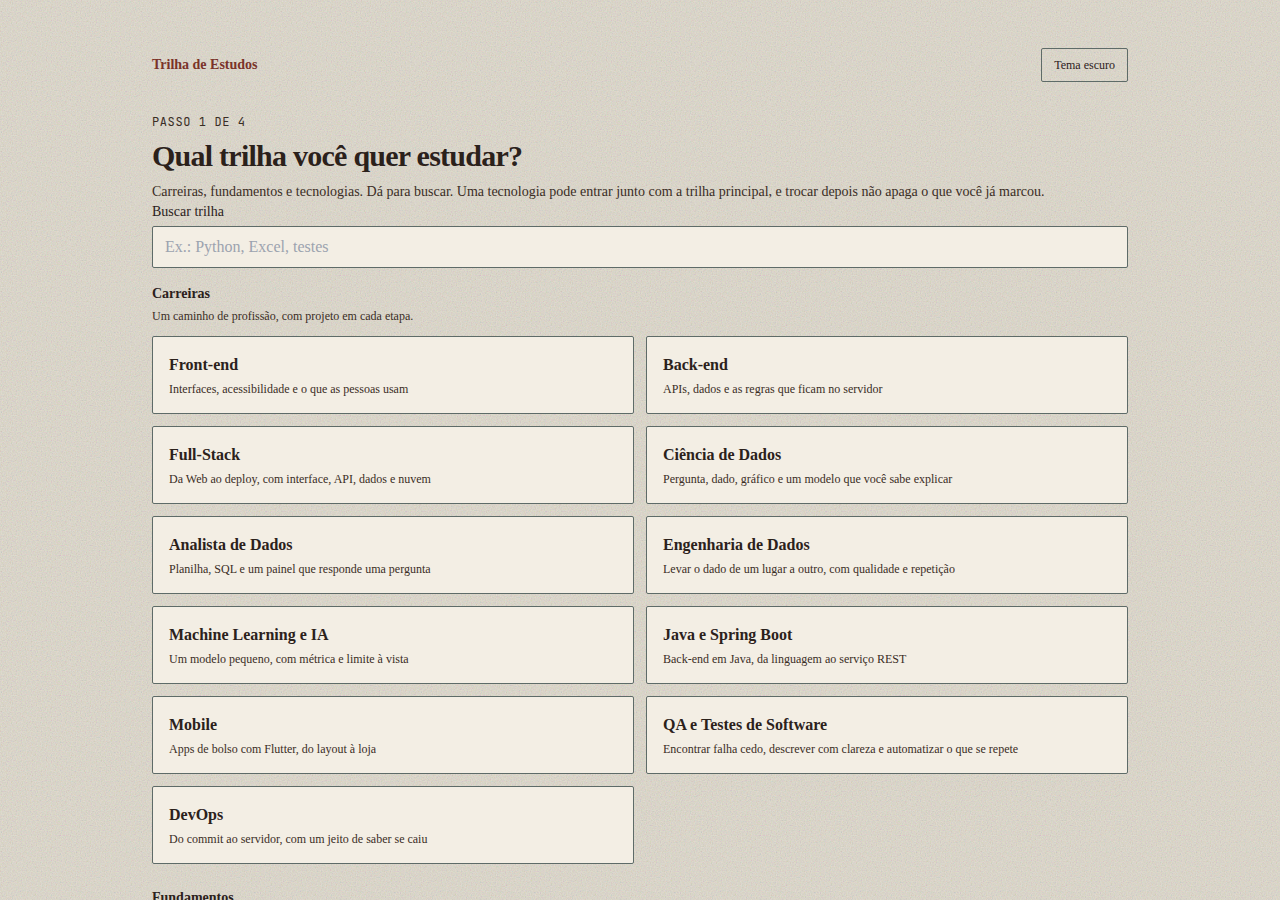 Trilha de Estudos
Tema escuro
PASSO 1 DE 4
Qual trilha você quer estudar?
Carreiras, fundamentos e tecnologias. Dá para buscar. Uma tecnologia pode entrar junto com a trilha principal, e trocar depois não apaga o que você já marcou.
Buscar trilha
Ex.: Python, Excel, testes
Carreiras
Um caminho de profissão, com projeto em cada etapa.
Front-end
Interfaces, acessibilidade e o que as pessoas usam
Back-end
APIs, dados e as regras que ficam no servidor
Full-Stack
Da Web ao deploy, com interface, API, dados e nuvem
Ciência de Dados
Pergunta, dado, gráfico e um modelo que você sabe explicar
Analista de Dados
Planilha, SQL e um painel que responde uma pergunta
Engenharia de Dados
Levar o dado de um lugar a outro, com qualidade e repetição
Machine Learning e IA
Um modelo pequeno, com métrica e limite à vista
Java e Spring Boot
Back-end em Java, da linguagem ao serviço REST
Mobile
Apps de bolso com Flutter, do layout à loja
QA e Testes de Software
Encontrar falha cedo, descrever com clareza e automatizar o que se repete
DevOps
Do commit ao servidor, com um jeito de saber se caiu
Fundamentos